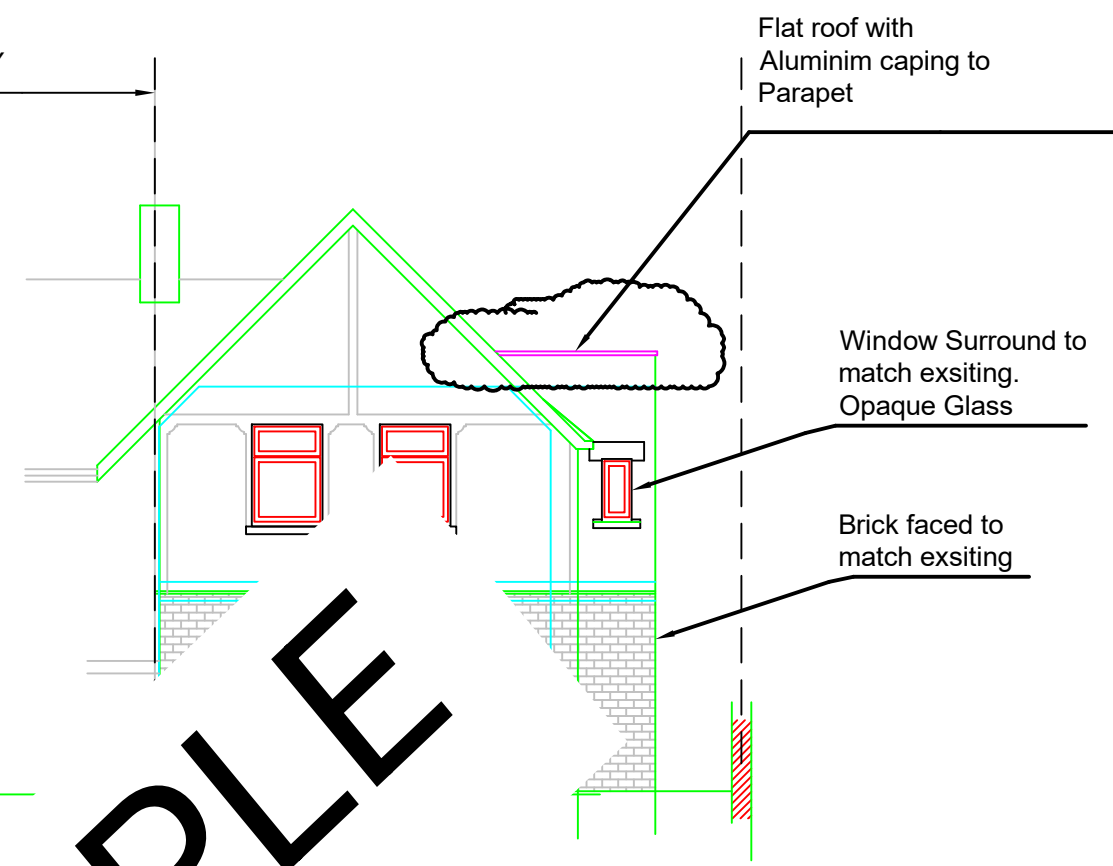 Flat roof with
Aluminim caping to
Parapet
Window Surround to
match exsiting.
Opaque Glass
Brick faced to
match exsiting
PLE